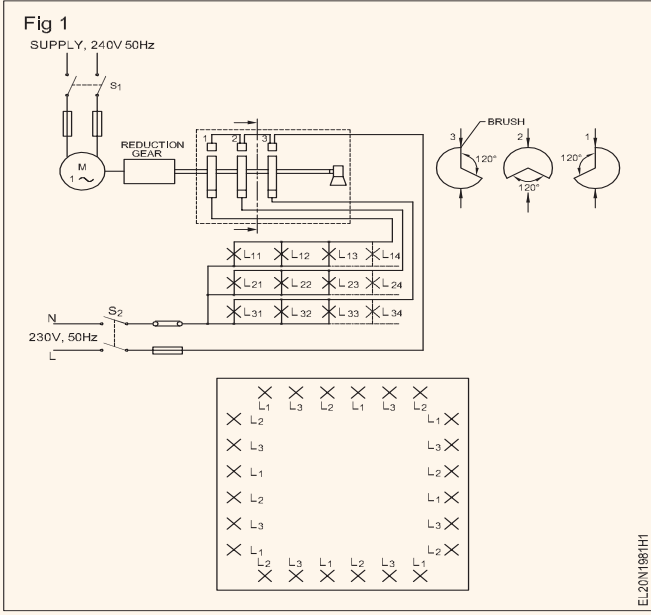 Fig 1
SUPPLY, 240V 50Hz
S1
REDUCTION
GEAR
M
1 ~
1 2 3
3 BRUSH 2 1
120° 120° 120°
L11 L12 L13 L14
L21 L22 L23 L24
L31 L32 L33 L34
N S2
230V, 50Hz
L
L1 L3 L2 L1 L3 L2
L2 L1
L3 L3
L1 L2
L2 L1
L3 L3
L1 L2
L2 L3 L1 L2 L3 L1
EL20N1981H1